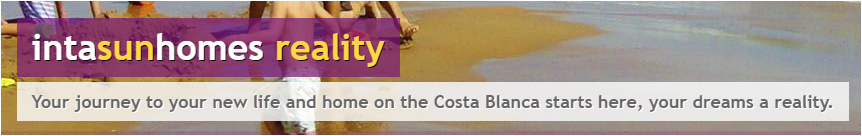 intasunhomes reality
Your journey to your new life and home on the Costa Blanca starts here, your dreams a reality.